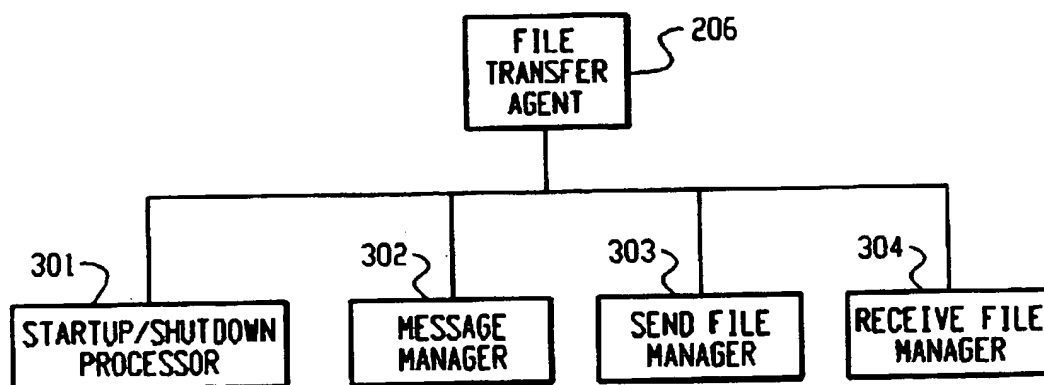 FILE
TRANSFER
AGENT
206
301
STARTUP/SHUTDOWN
PROCESSOR
302
MESSAGE
MANAGER
303
SEND FILE
MANAGER
304
RECEIVE FILE
MANAGER